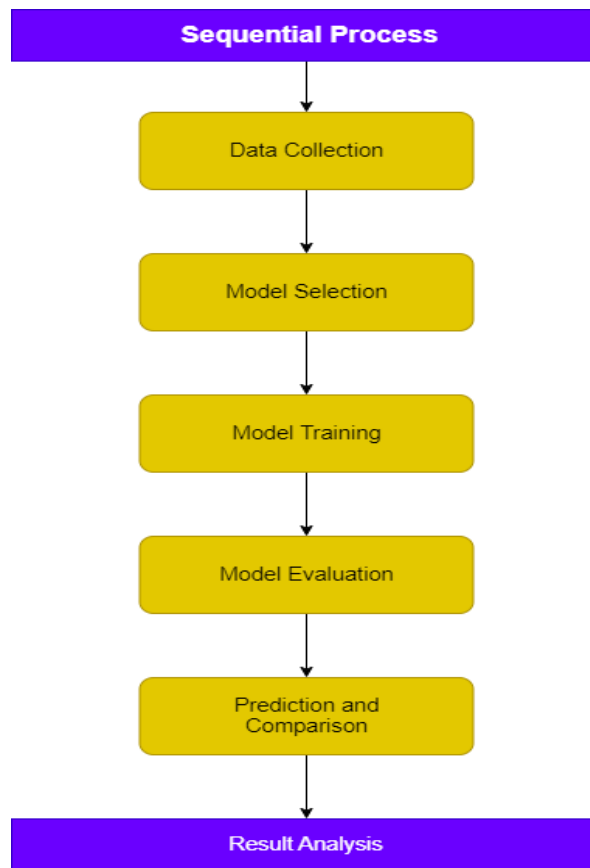 Sequential Process
Data Collection
Model Selection
Model Training
Model Evaluation
Prediction and
Comparison
Result Analysis